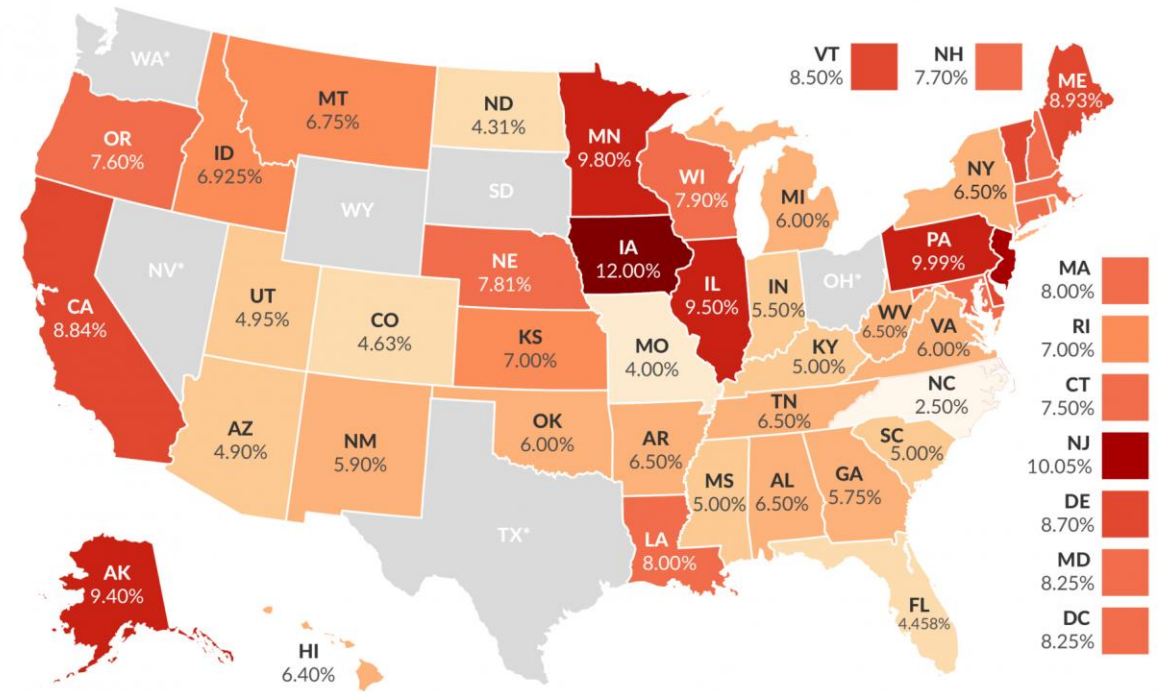 WA*
OR
7.60%
CA
8.84%
NV*
ID
6.925%
MT
6.75%
WY
UT
4.95%
AZ
4.90%
CO
4.63%
NM
5.90%
ND
4.31%
SD
NE
7.81%
KS
7.00%
OK
6.00%
TX*
MN
9.80%
IA
12.00%
MO
4.00%
AR
6.50%
LA
8.00%
WI
7.90%
IL
9.50%
MI
6.00%
IN
5.50%
OH*
KY
5.00%
TN
6.50%
MS
5.00%
AL
6.50%
GA
5.75%
FL
4.458%
SC
5.00%
NC
2.50%
VA
6.00%
WV
6.50%
PA
9.99%
NY
6.50%
ME
8.93%
VT
8.50%
NH
7.70%
MA
8.00%
RI
7.00%
CT
7.50%
NJ
10.05%
DE
8.70%
MD
8.25%
DC
8.25%
AK
9.40%
HI
6.40%